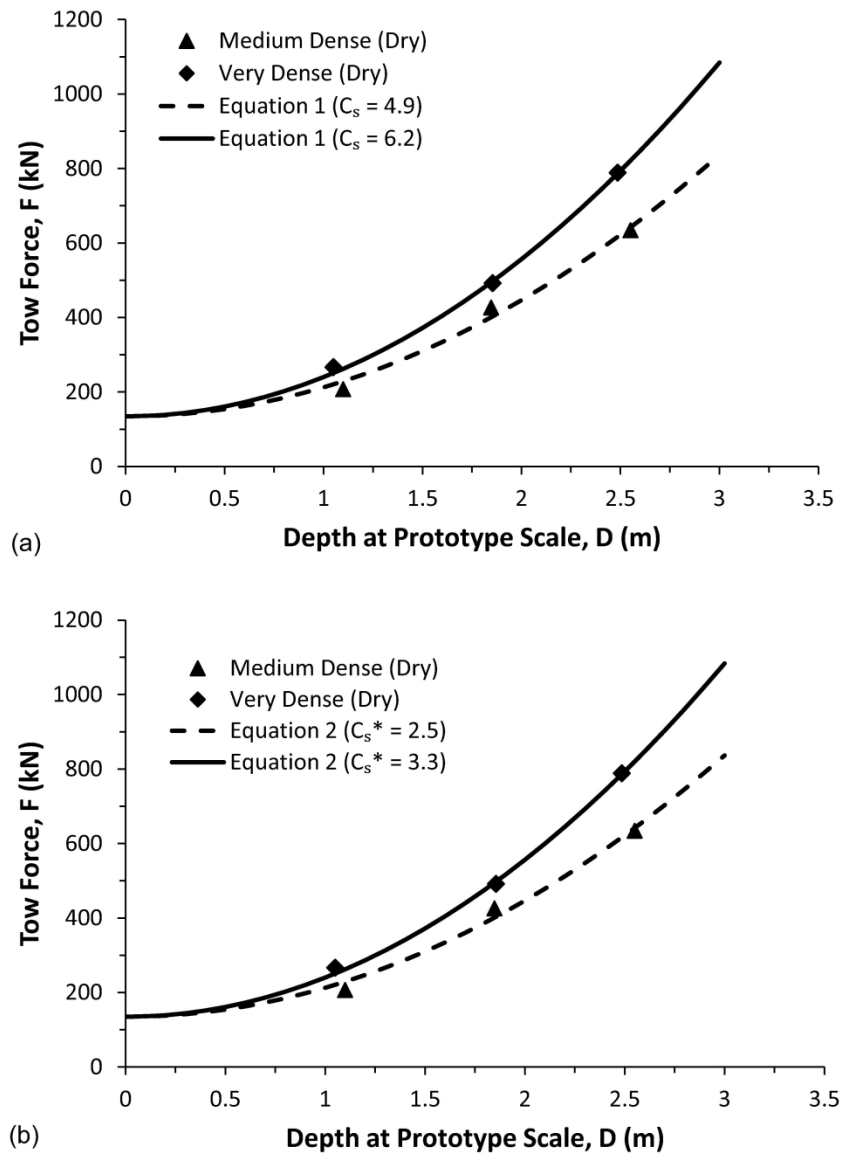 1200
1000
800
600
400
200
0
Tow Force, F (kN)
Medium Dense (Dry)
Very Dense (Dry)
Equation 1 (Cₛ = 4.9)
Equation 1 (Cₛ = 6.2)
0 0.5 1 1.5 2 2.5 3 3.5
Depth at Prototype Scale, D (m)
(a)
1200
1000
800
600
400
200
0
Tow Force, F (kN)
Medium Dense (Dry)
Very Dense (Dry)
Equation 2 (Cₛ* = 2.5)
Equation 2 (Cₛ* = 3.3)
0 0.5 1 1.5 2 2.5 3 3.5
Depth at Prototype Scale, D (m)
(b)